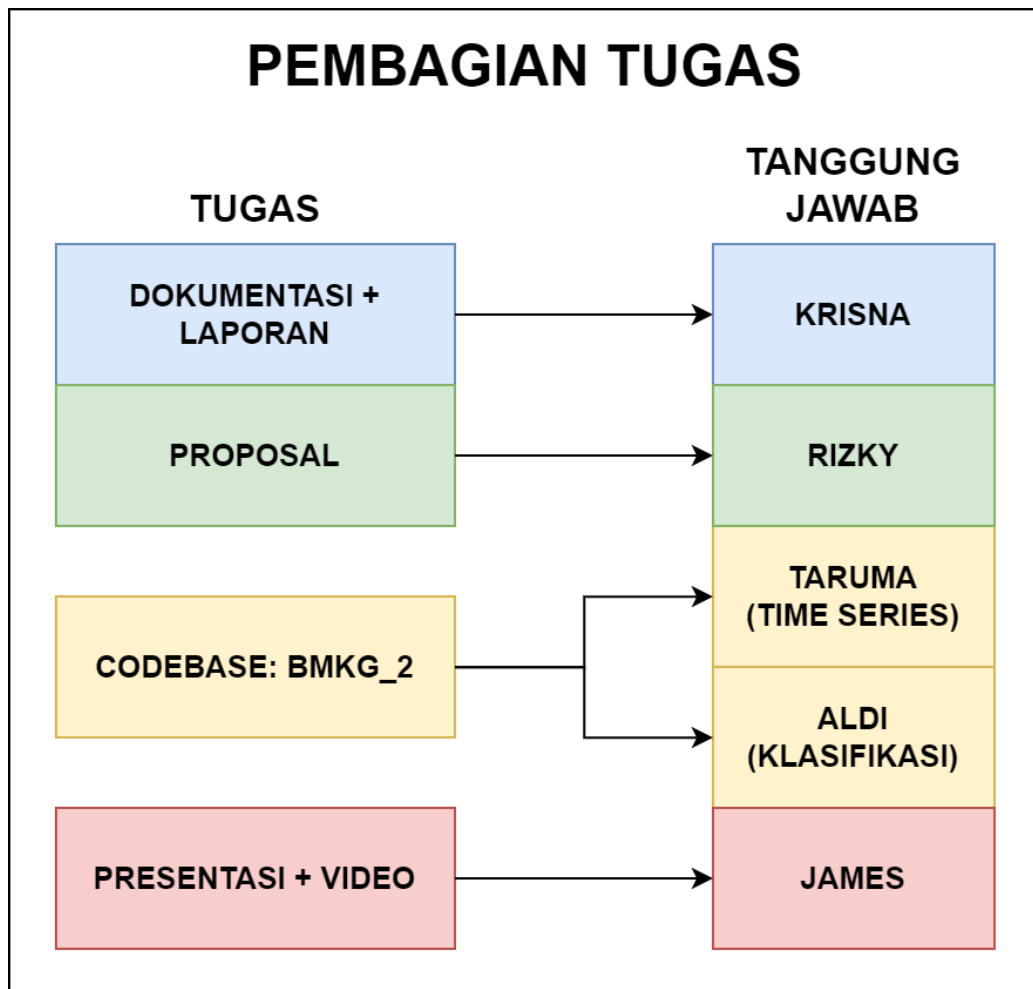 PEMBAGIAN TUGAS
TUGAS
TANGGUNG
JAWAB
DOKUMENTASI +
LAPORAN
KRISNA
PROPOSAL
RIZKY
CODEBASE: BMKG_2
TARUMA
(TIME SERIES)
ALDI
(KLASIFIKASI)
PRESENTASI + VIDEO
JAMES